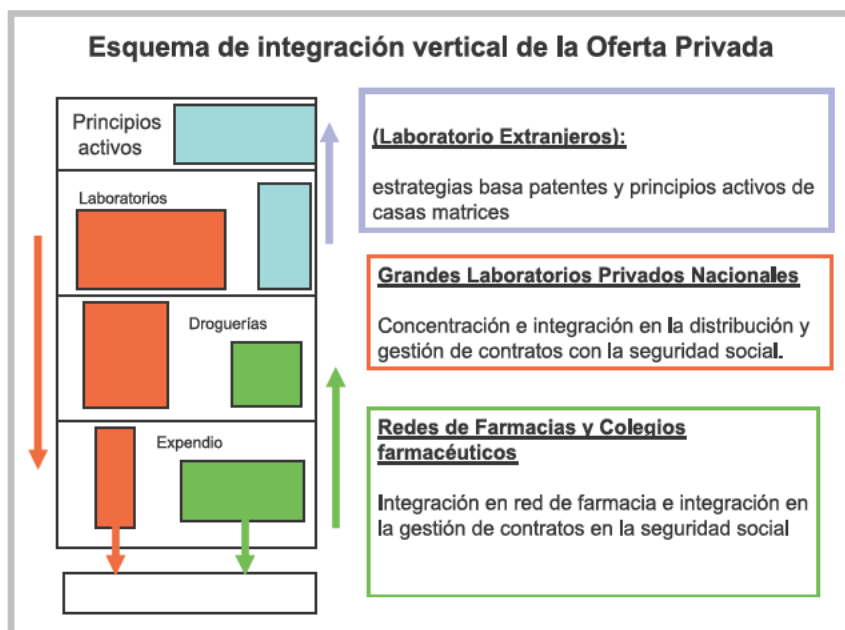 Esquema de integración vertical de la Oferta Privada
Principios
activos
Laboratorios
Droguerías
Expendio
(Laboratorio Extranjeros):
estrategias basa patentes y principios activos de
casas matrices
Grandes Laboratorios Privados Nacionales
Concentración e integración en la distribución y
gestión de contratos con la seguridad social.
Redes de Farmacias y Colegios
farmacéuticos
Integración en red de farmacia e integración en
la gestión de contratos en la seguridad social